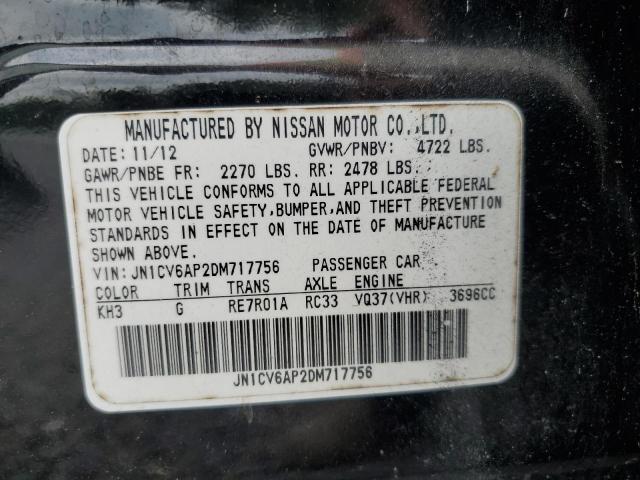 MANUFACTURED BY NISSAN MOTOR CO.,LTD.
DATE: 11/12 GVWR/PNBV: 4722 LBS.
GAWR/PNBE FR: 2270 LBS. RR: 2478 LBS.
THIS VEHICLE CONFORMS TO ALL APPLICABLE FEDERAL
MOTOR VEHICLE SAFETY,BUMPER,AND THEFT PREVENTION
STANDARDS IN EFFECT ON THE DATE OF MANUFACTURE
SHOWN ABOVE.
VIN: JN1CV6AP2DM717756 PASSENGER CAR
COLOR TRIM TRANS AXLE ENGINE
KH3 G RE7R01A RC33 VQ37(VHR) 3696CC
JN1CV6AP2DM717756